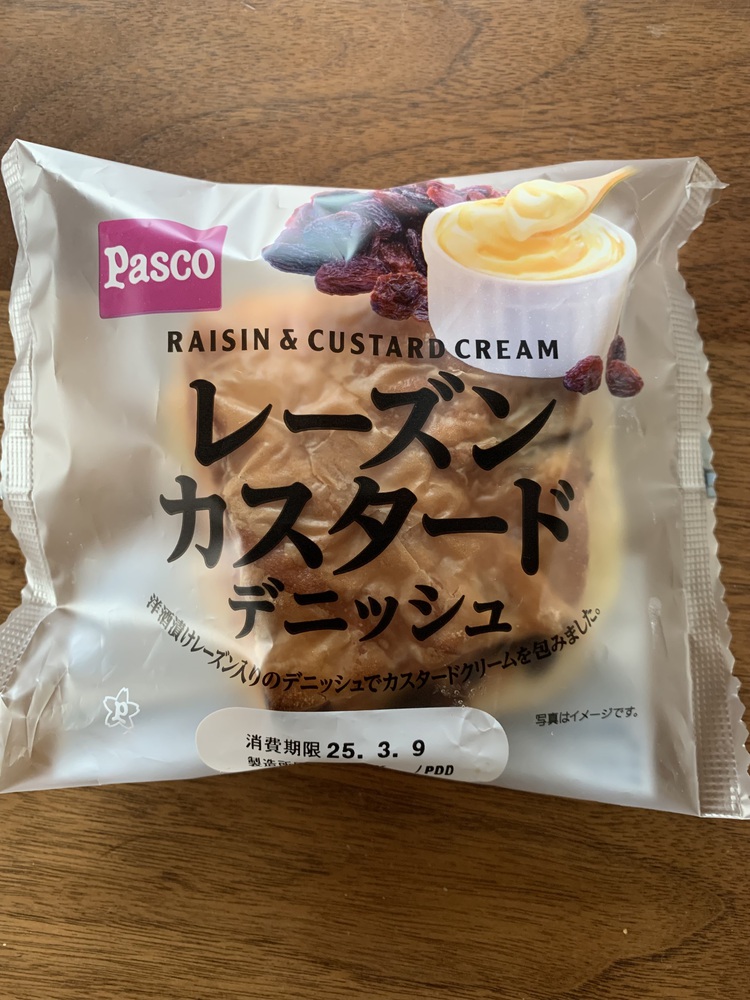 Pasco
RAISIN & CUSTARD CREAM
レーズン
カスタード
デニッシュ
洋酒漬けレーズン入りのデニッシュでカスタードクリームを包みました。
写真はイメージです。
p
消費期限 25. 3. 9
製造 /PDD